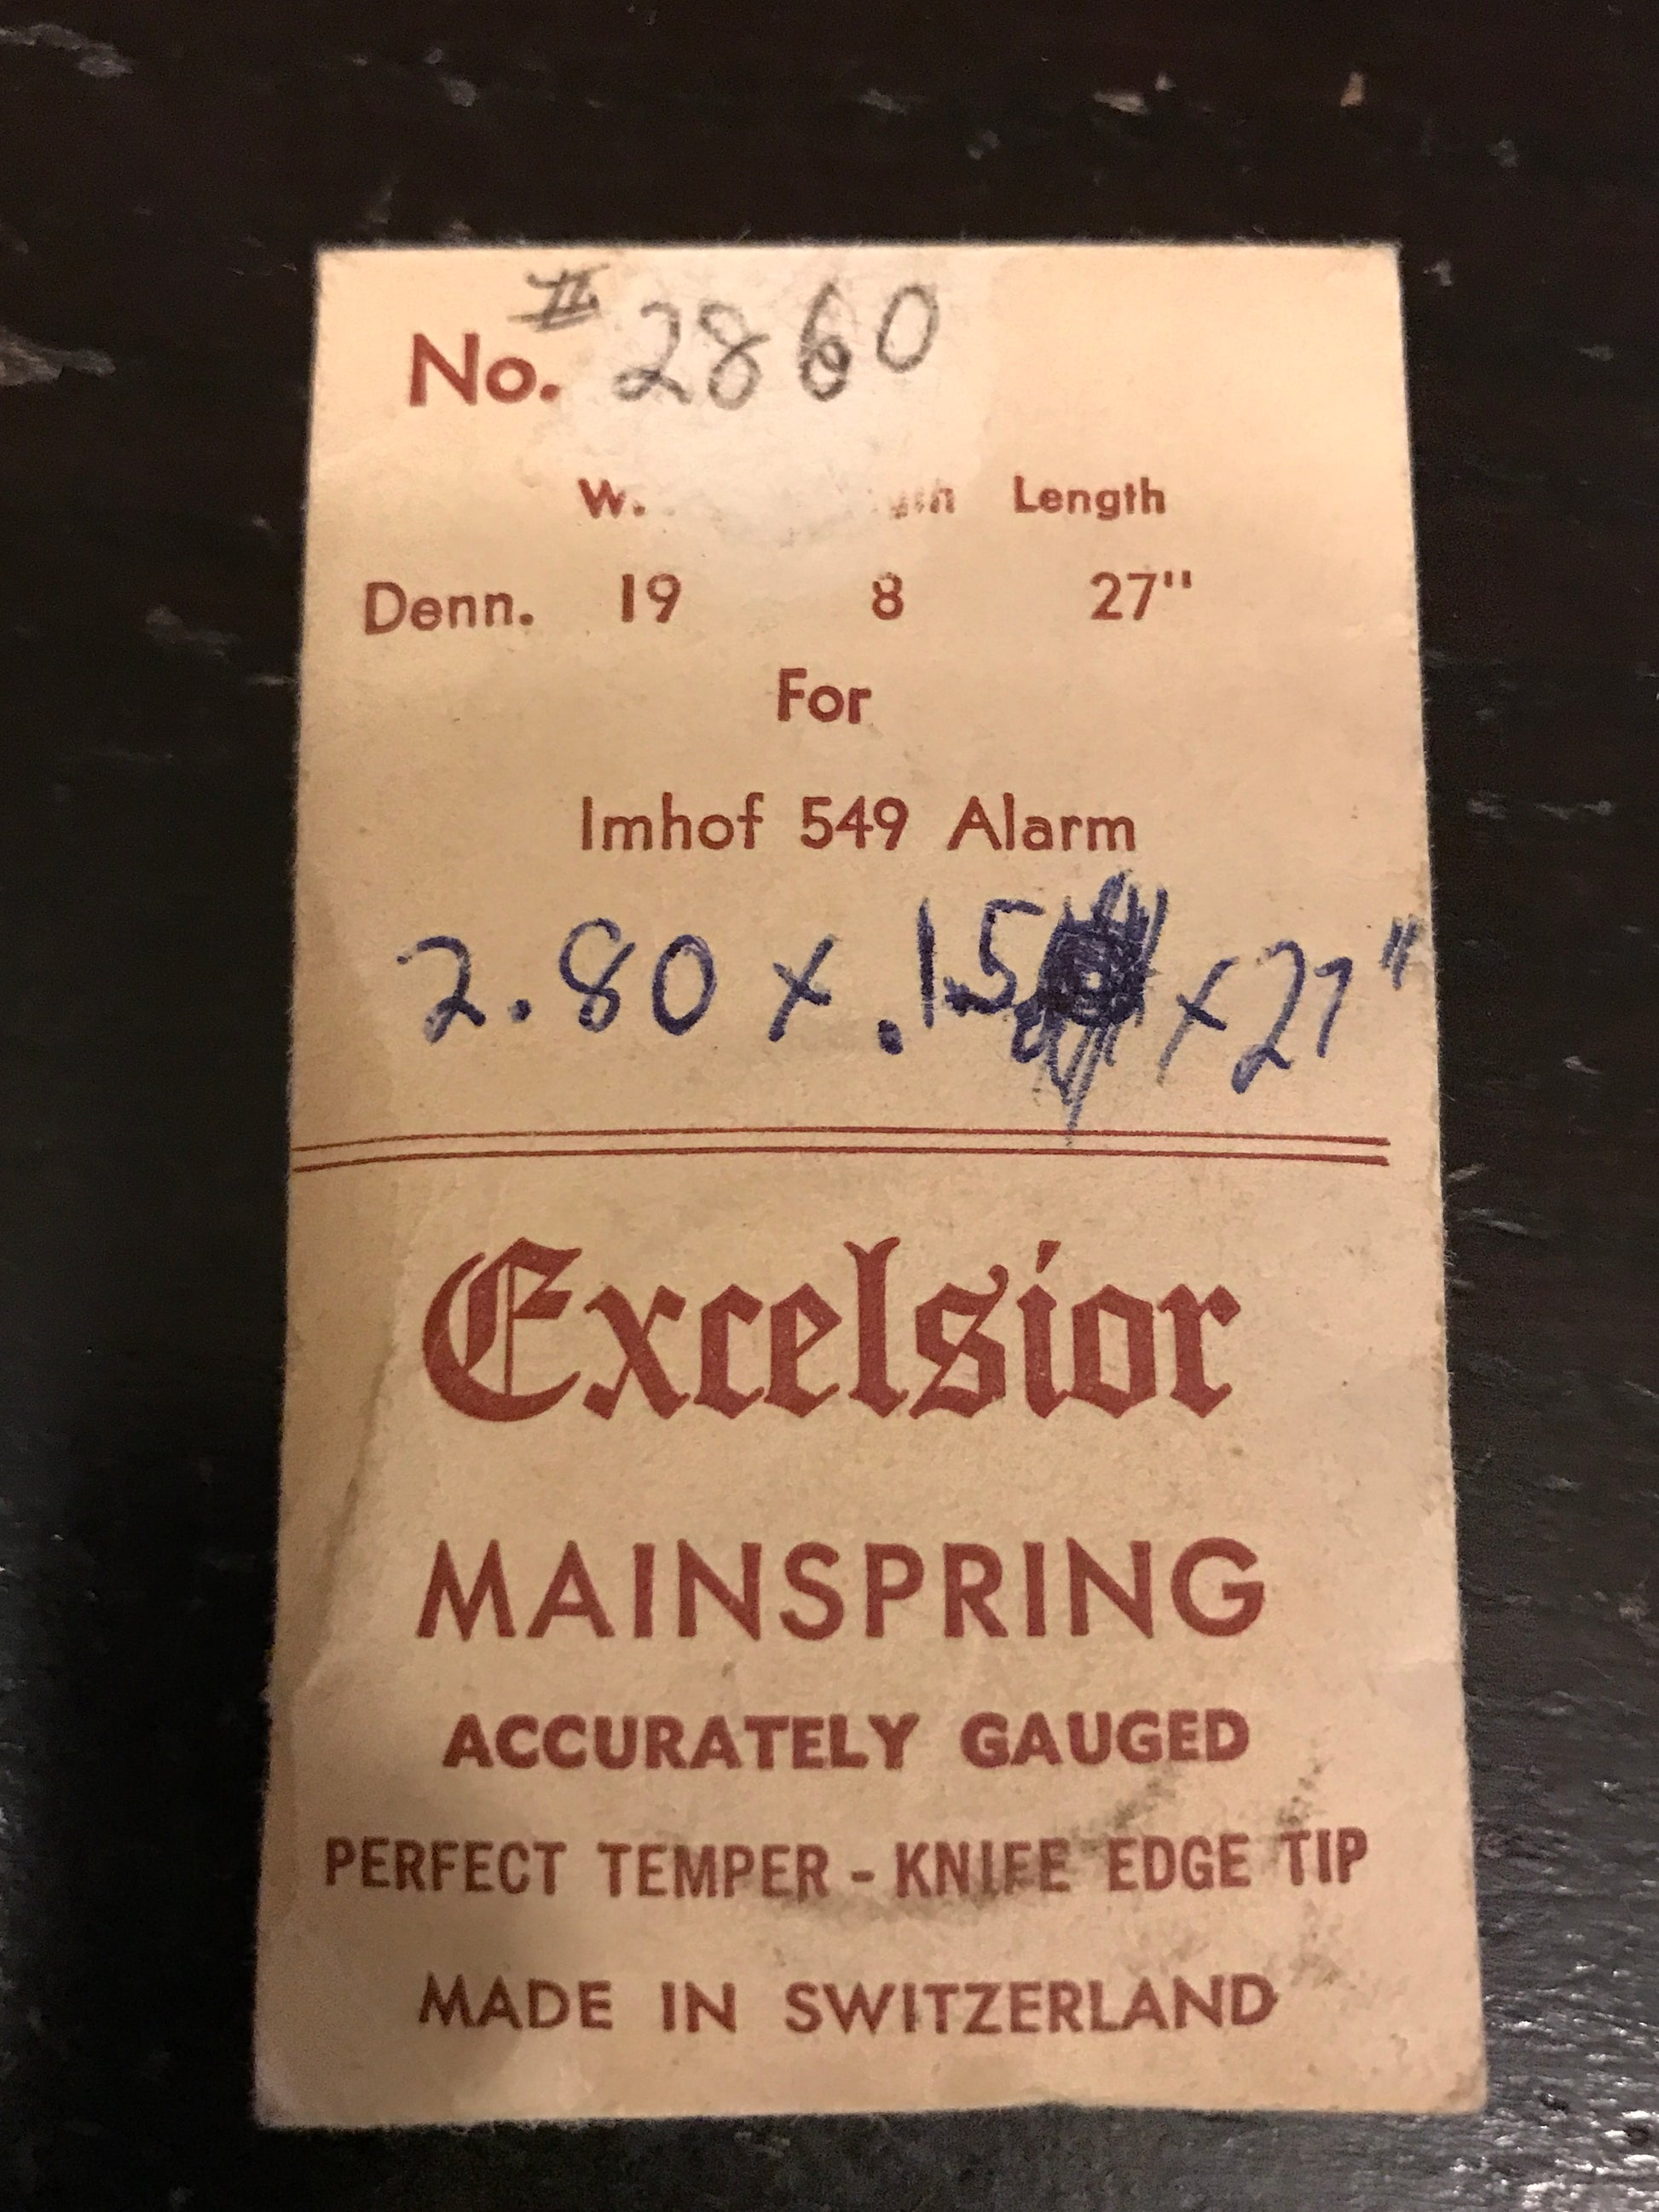 No. # 2860
W. Length
Denn. 19 8 27"
For
Imhof 549 Alarm
2.80 x .15 x 27"
Excelsior
MAINSPRING
ACCURATELY GAUGED
PERFECT TEMPER - KNIFE EDGE TIP
MADE IN SWITZERLAND